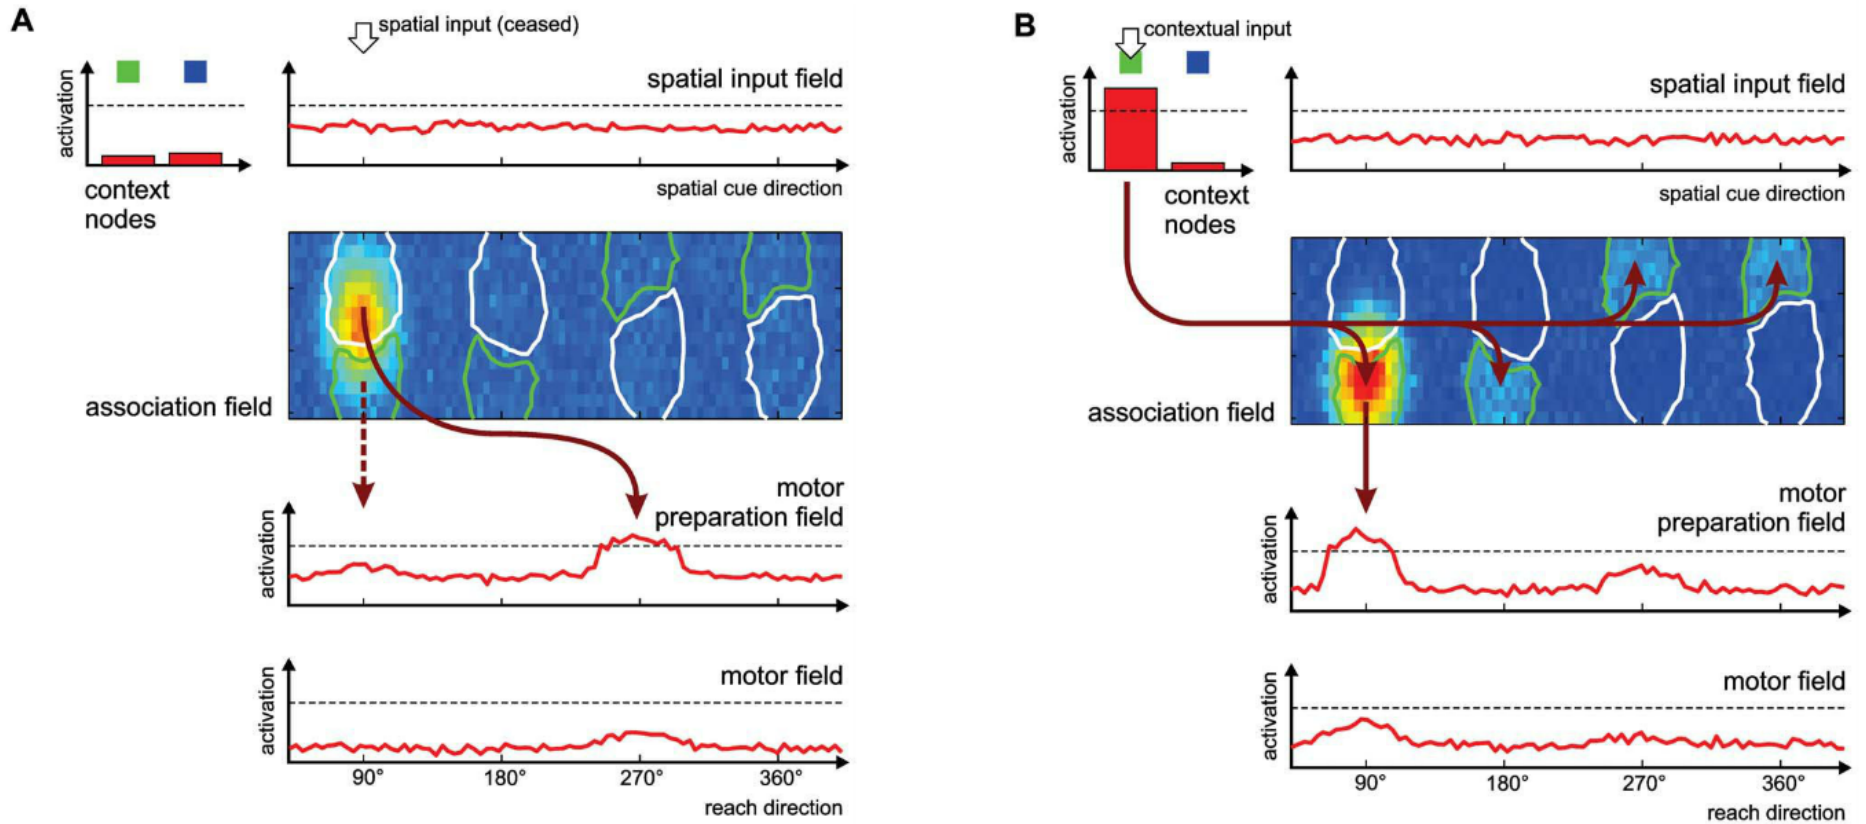 A
spatial input (ceased)
activation
spatial input field
context
nodes
spatial cue direction
association field
motor
preparation field
activation
motor field
activation
90° 180° 270° 360°
reach direction
B
contextual input
activation
spatial input field
context
nodes
spatial cue direction
association field
motor
preparation field
activation
motor field
activation
90° 180° 270° 360°
reach direction